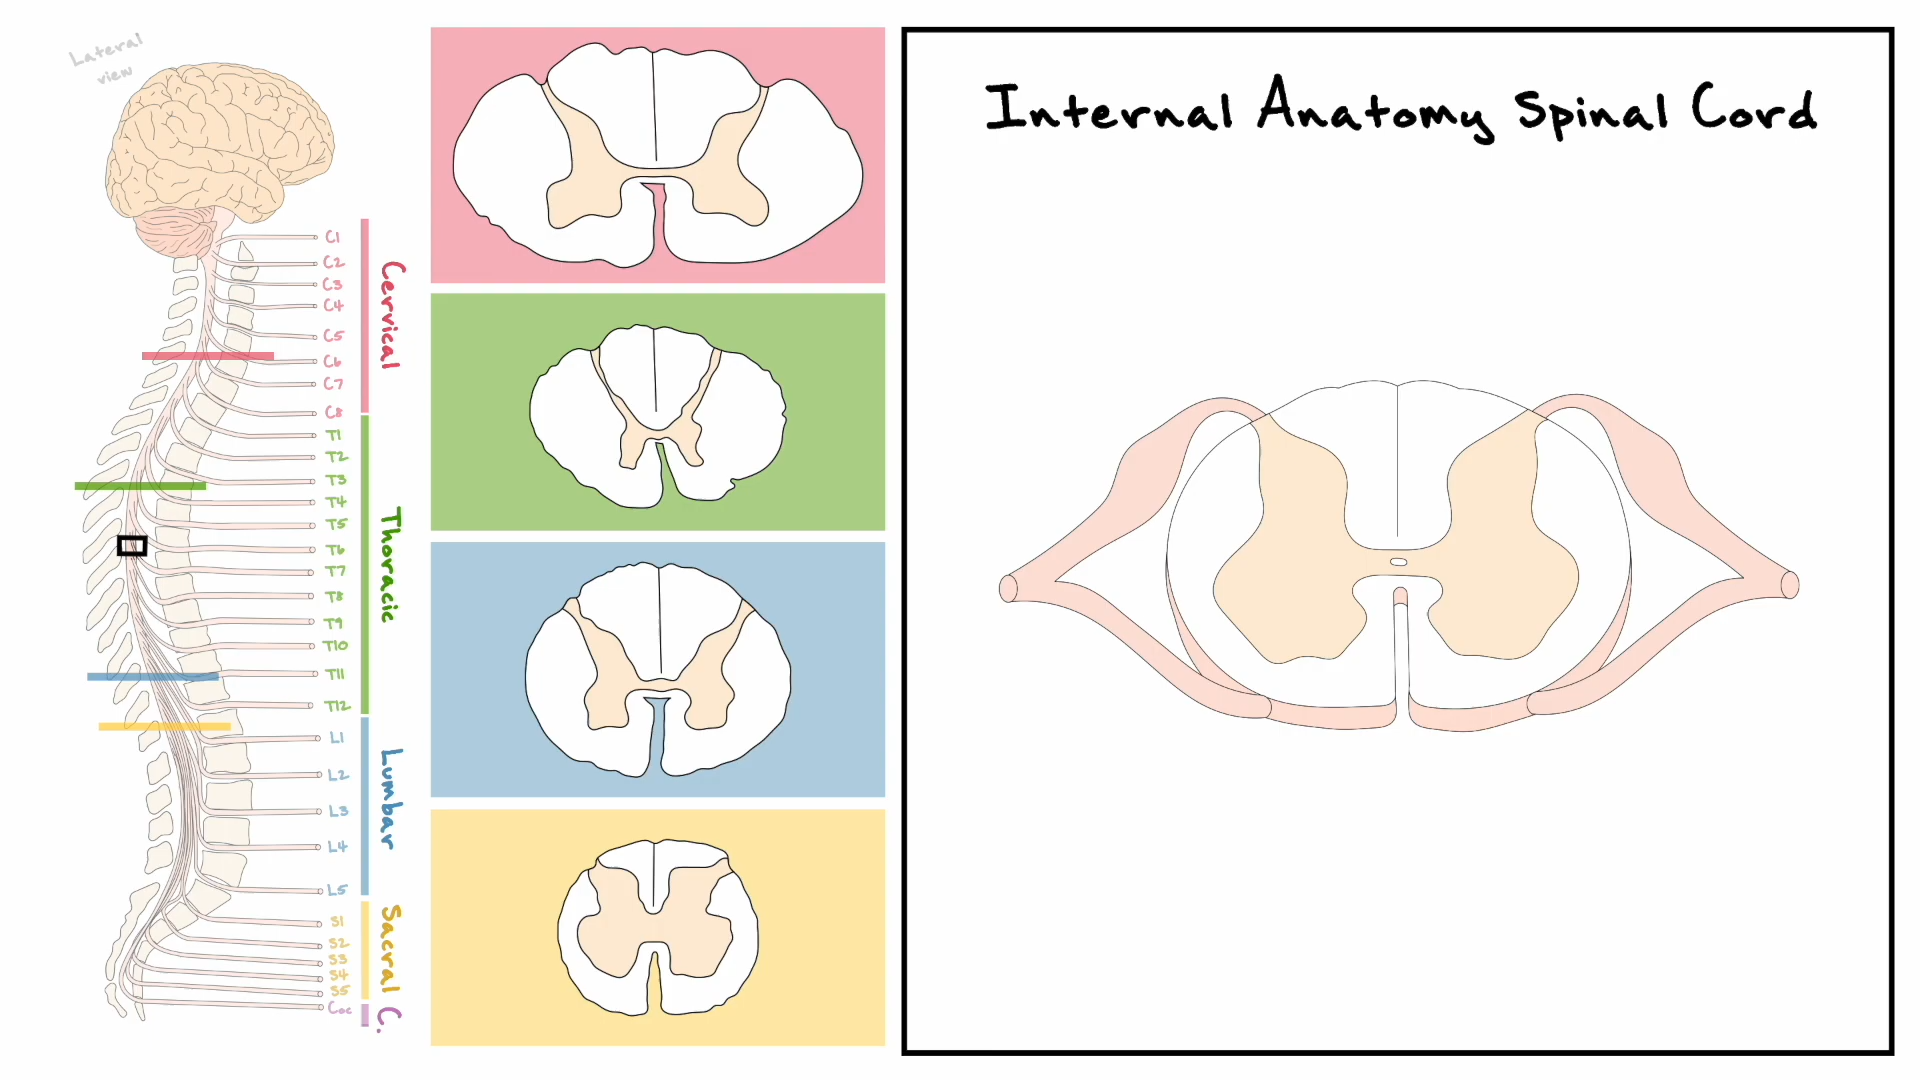 Lateral
view
Internal Anatomy Spinal Cord
C1
C2
C3
C4
C5
C6
C7
C8
Cervical
T1
T2
T3
T4
T5
T6
T7
T8
T9
T10
T11
T12
Thoracic
L1
L2
L3
L4
L5
Lumbar
S1
S2
S3
S4
S5
Sacral
Coc
C.